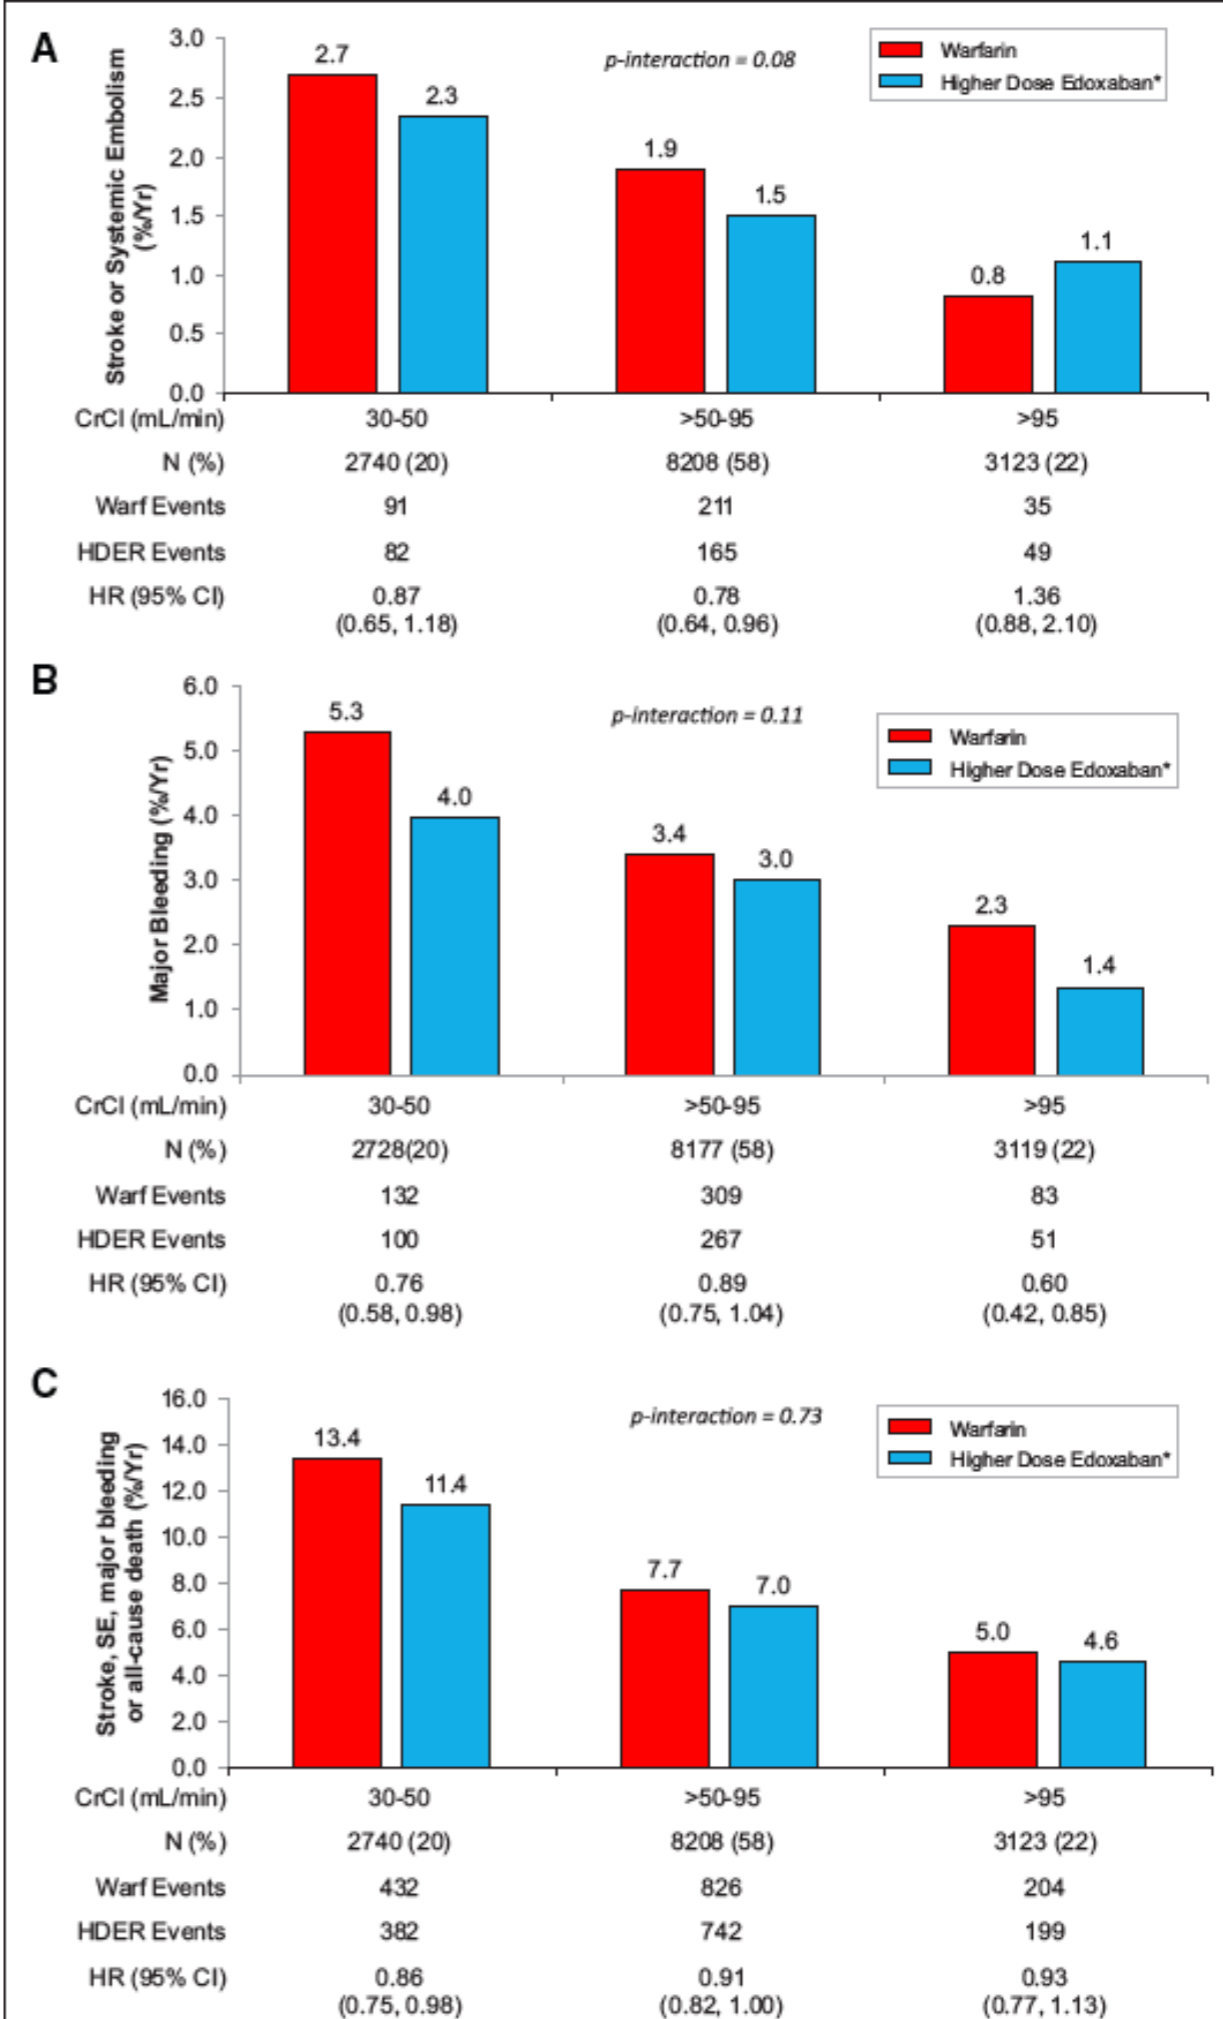 A
Stroke or Systemic Embolism
(%/Yr)
3.0
2.5
2.0
1.5
1.0
0.5
0.0
p-interaction = 0.08
Warfarin
Higher Dose Edoxaban*
2.7
2.3
1.9
1.5
0.8
1.1
CrCl (mL/min) 30-50 >50-95 >95
N (%) 2740 (20) 8208 (58) 3123 (22)
Warf Events 91 211 35
HDER Events 82 165 49
HR (95% CI) 0.87 0.78 1.36
(0.65, 1.18) (0.64, 0.96) (0.88, 2.10)
B
Major Bleeding (%/Yr)
6.0
5.0
4.0
3.0
2.0
1.0
0.0
p-interaction = 0.11
Warfarin
Higher Dose Edoxaban*
5.3
4.0
3.4
3.0
2.3
1.4
CrCl (mL/min) 30-50 >50-95 >95
N (%) 2728(20) 8177 (58) 3119 (22)
Warf Events 132 309 83
HDER Events 100 267 51
HR (95% CI) 0.76 0.89 0.60
(0.58, 0.98) (0.75, 1.04) (0.42, 0.85)
C
Stroke, SE, major bleeding
or all-cause death (%/Yr)
16.0
14.0
12.0
10.0
8.0
6.0
4.0
2.0
0.0
p-interaction = 0.73
Warfarin
Higher Dose Edoxaban*
13.4
11.4
7.7
7.0
5.0
4.6
CrCl (mL/min) 30-50 >50-95 >95
N (%) 2740 (20) 8208 (58) 3123 (22)
Warf Events 432 826 204
HDER Events 382 742 199
HR (95% CI) 0.86 0.91 0.93
(0.75, 0.98) (0.82, 1.00) (0.77, 1.13)